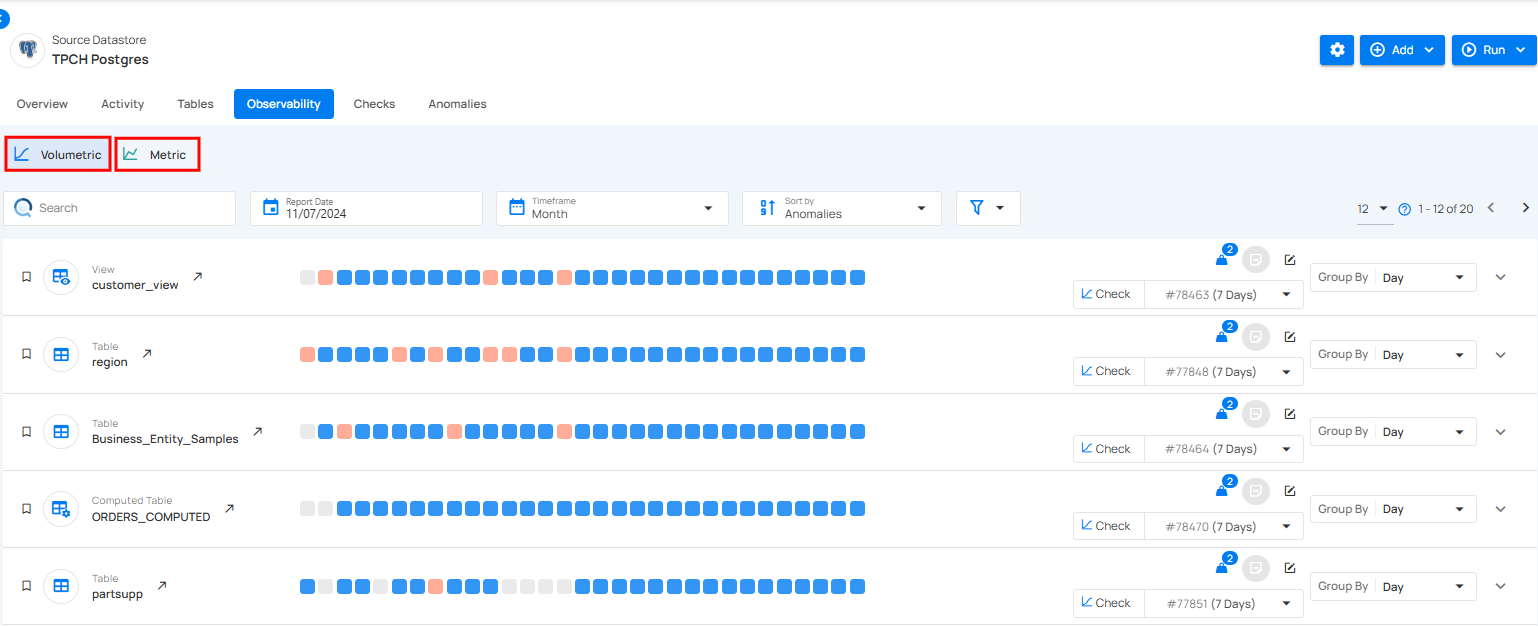 Source Datastore
TPCH Postgres
Add
Run
Overview
Activity
Tables
Observability
Checks
Anomalies
Volumetric
Metric
Search
Report Date
11/07/2024
Timeframe
Month
Sort by
Anomalies
12
1 - 12 of 20
View
customer_view
2
Check
#78463 (7 Days)
Group By
Day
Table
region
2
Check
#77848 (7 Days)
Group By
Day
Table
Business_Entity_Samples
2
Check
#78464 (7 Days)
Group By
Day
Computed Table
ORDERS_COMPUTED
2
Check
#78470 (7 Days)
Group By
Day
Table
partsupp
2
Check
#77851 (7 Days)
Group By
Day